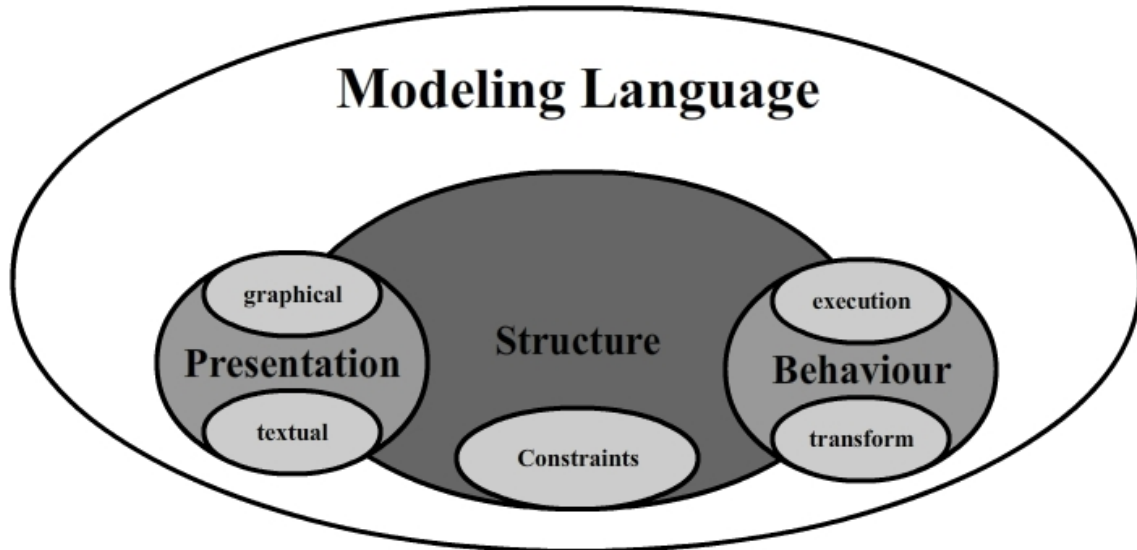 Modeling Language
graphical
execution
Structure
Presentation
Behaviour
textual
transform
Constraints